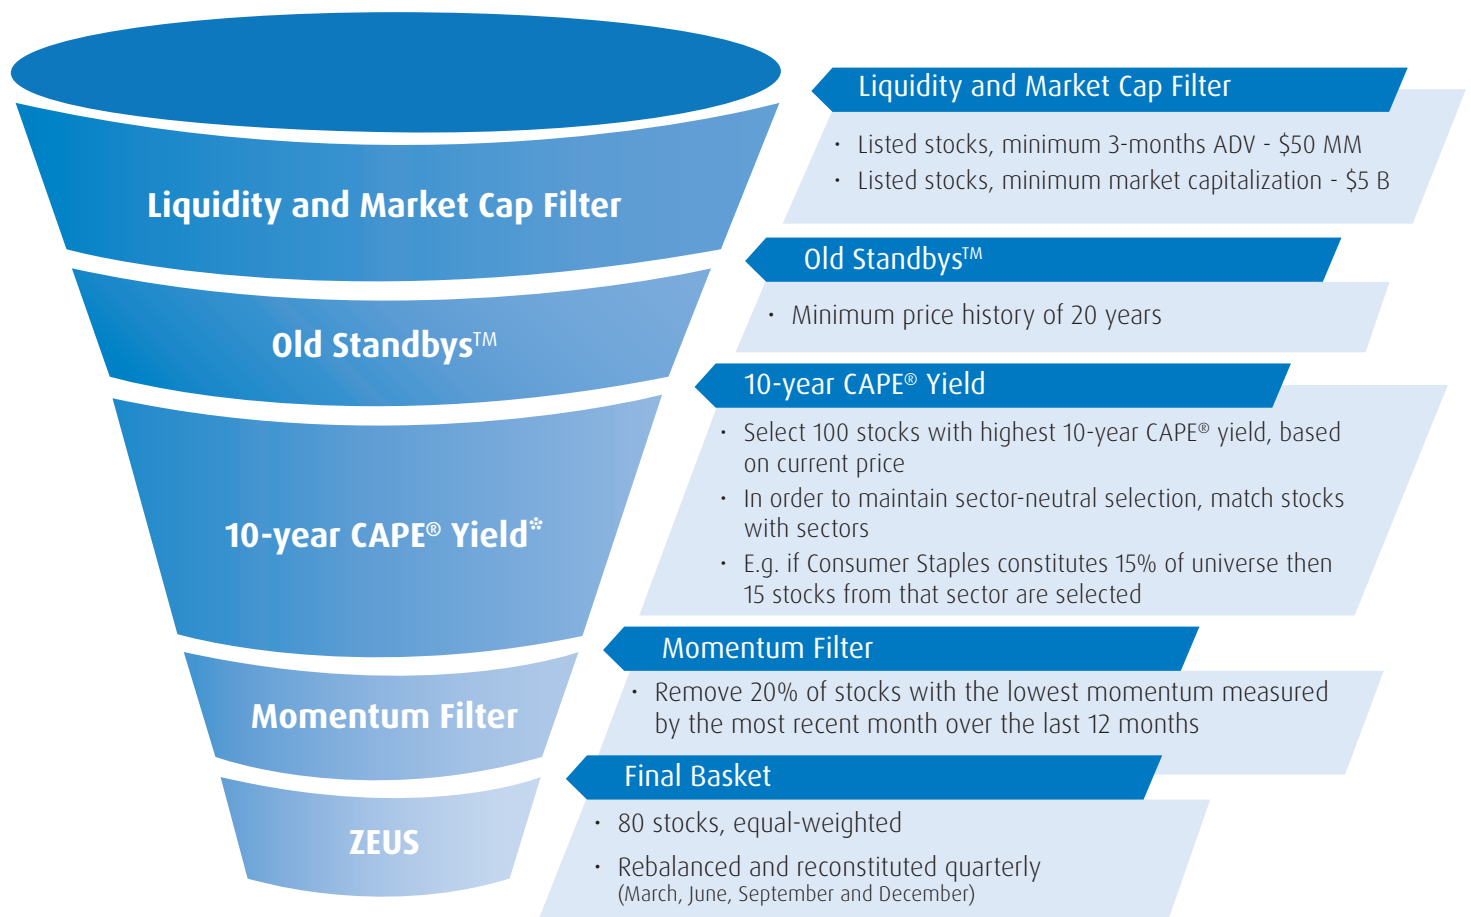 Liquidity and Market Cap Filter
Old Standbys™
10-year CAPE® Yield*
Momentum Filter
ZEUS
Liquidity and Market Cap Filter
· Listed stocks, minimum 3-months ADV - $50 MM
· Listed stocks, minimum market capitalization - $5 B
Old Standbys™
· Minimum price history of 20 years
10-year CAPE® Yield
· Select 100 stocks with highest 10-year CAPE® yield, based
on current price
· In order to maintain sector-neutral selection, match stocks
with sectors
· E.g. if Consumer Staples constitutes 15% of universe then
15 stocks from that sector are selected
Momentum Filter
· Remove 20% of stocks with the lowest momentum measured
by the most recent month over the last 12 months
Final Basket
· 80 stocks, equal-weighted
· Rebalanced and reconstituted quarterly
(March, June, September and December)